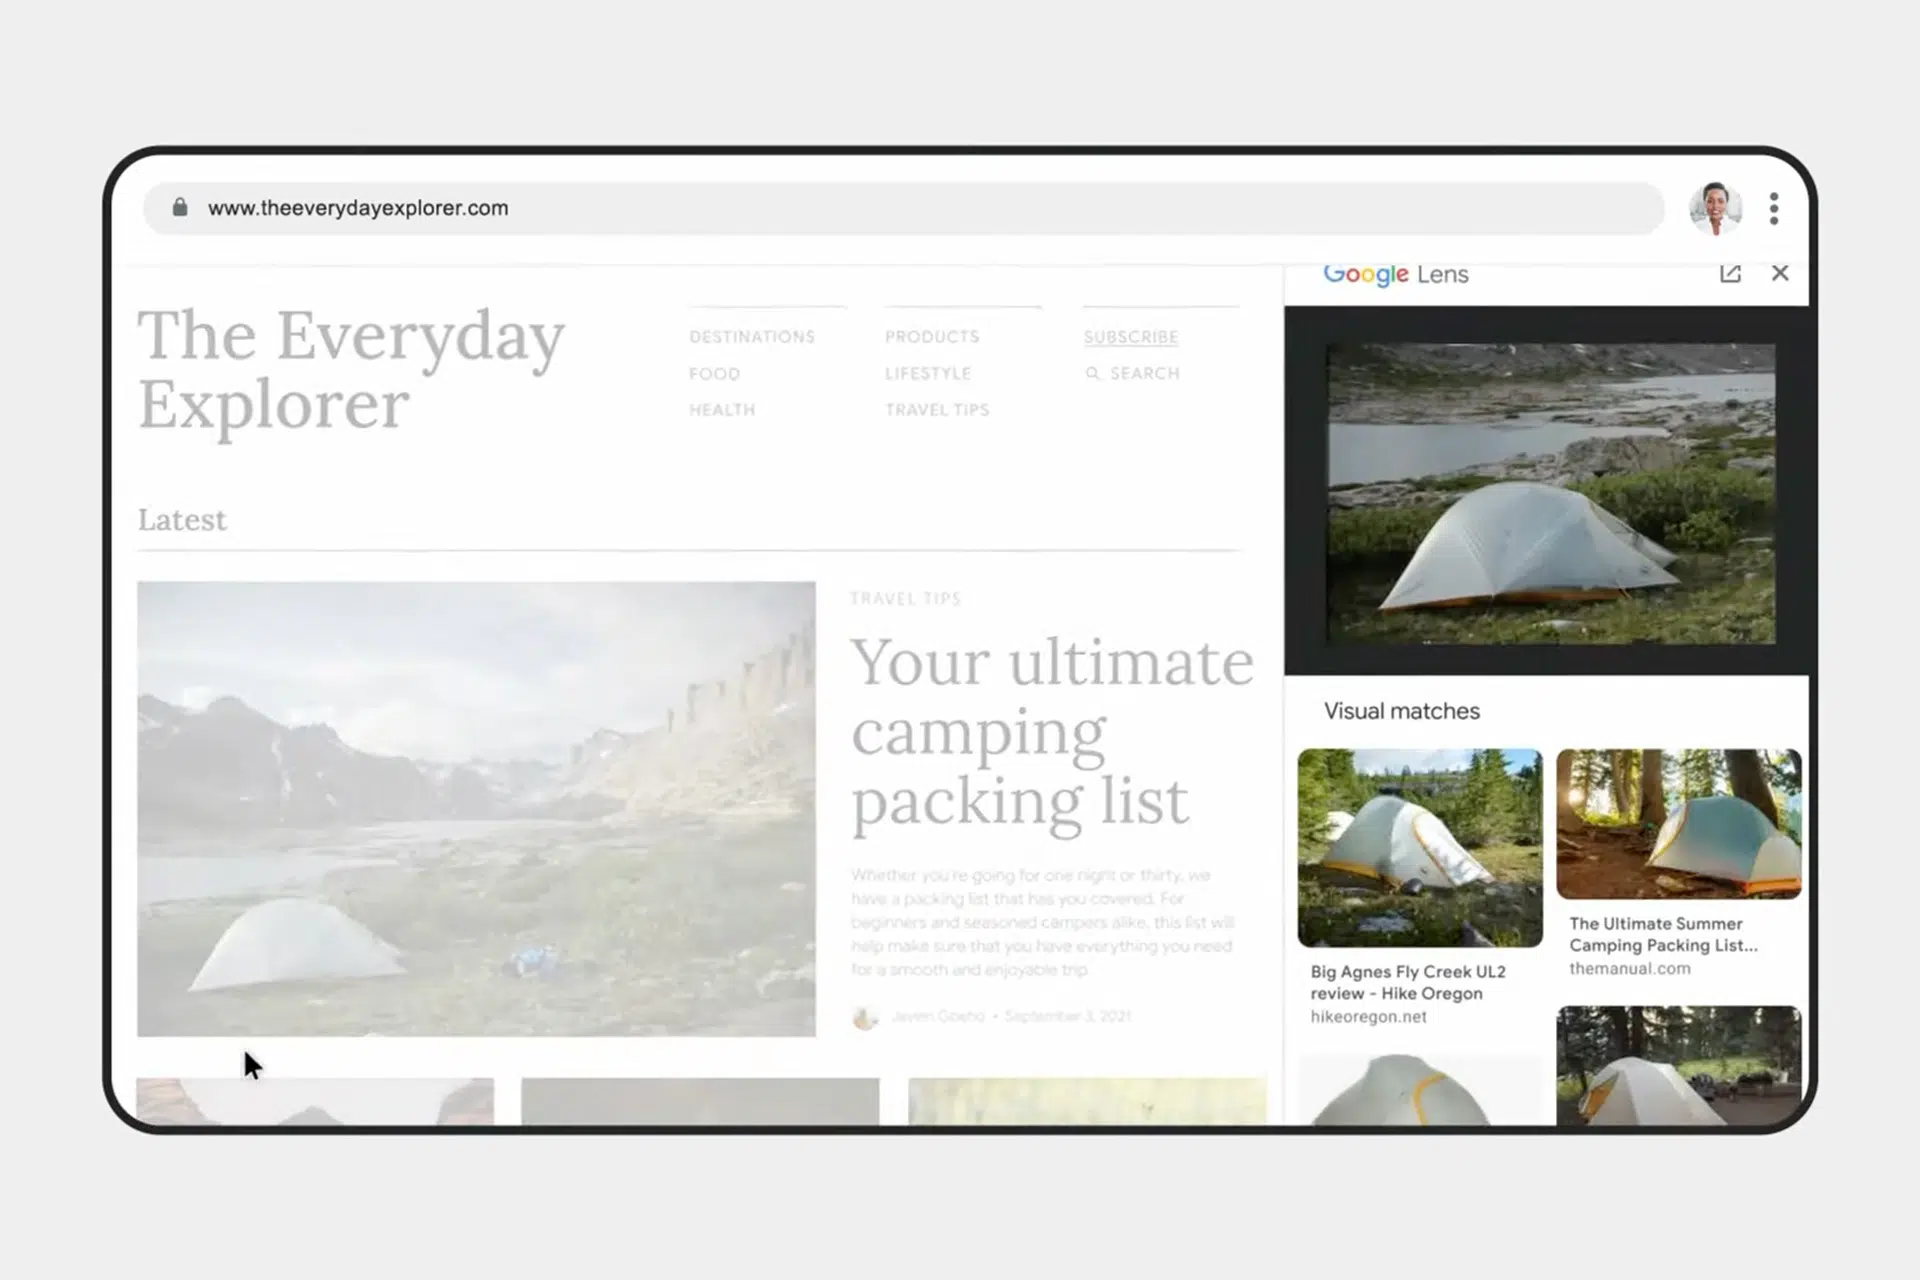 www.theeverydayexplorer.com
The Everyday
Explorer
DESTINATIONS
FOOD
HEALTH
PRODUCTS
LIFESTYLE
TRAVEL TIPS
SUBSCRIBE
SEARCH
Latest
TRAVEL TIPS
Your ultimate
camping
packing list
Whether you're going for one night or thirty, we
have a packing list that has you covered. For
beginners and seasoned campers alike, this list will
help make sure that you have everything you need
for a smooth and enjoyable trip
September 3, 2021
Google Lens
Visual matches
Big Agnes Fly Creek UL2
review - Hike Oregon
hikeoregon.net
The Ultimate Summer
Camping Packing List...
themanual.com